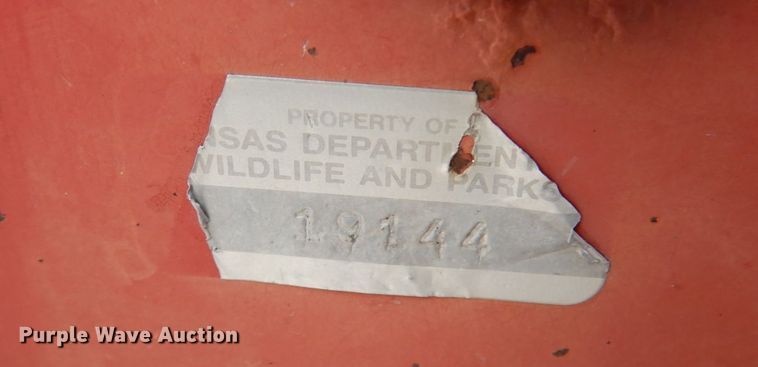 PROPERTY OF
NSAS DEPARTMENT
WILDLIFE AND PARKS
19144
Purple Wave Auction